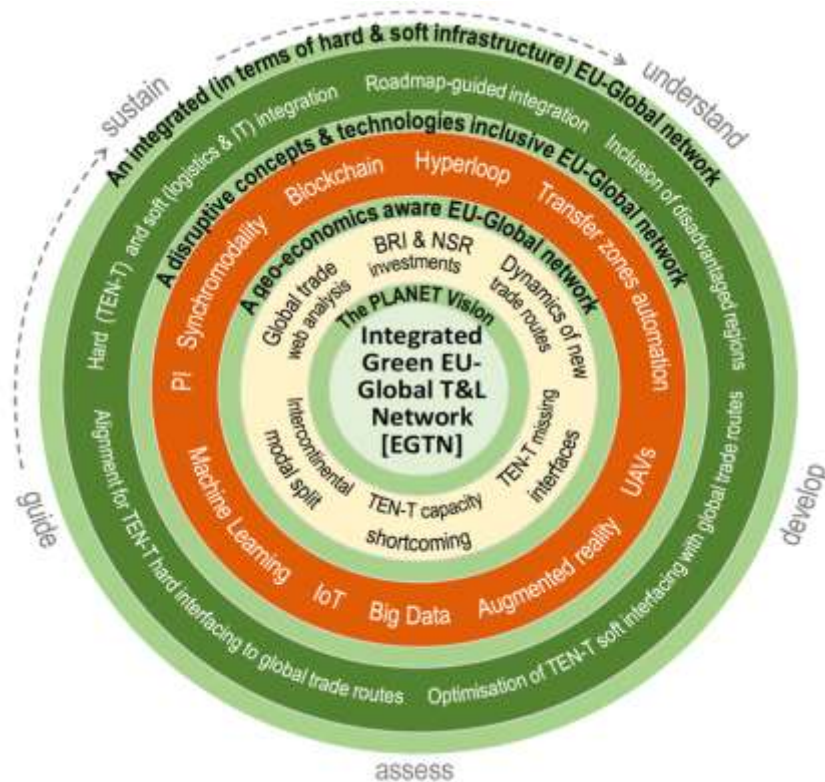 sustain
understand
develop
assess
guide
An integrated (in terms of hard & soft infrastructure) EU-Global network
Hard (TEN-T) and soft (logistics & IT) integration
Roadmap-guided integration
Inclusion of disadvantaged regions
Optimisation of TEN-T soft interfacing with global trade routes
Alignment for TEN-T hard interfacing to global trade routes
A disruptive concepts & technologies inclusive EU-Global network
PI
Synchromodality
Blockchain
Hyperloop
Transfer zones automation
UAVs
Augmented reality
Big Data
IoT
Machine Learning
A geo-economics aware EU-Global network
Global trade
web analysis
BRI & NSR
investments
Dynamics of new
trade routes
TEN-T missing
interfaces
TEN-T capacity
shortcoming
Intercontinental
modal split
The PLANET Vision
Integrated
Green EU-
Global T&L
Network
[EGTN]